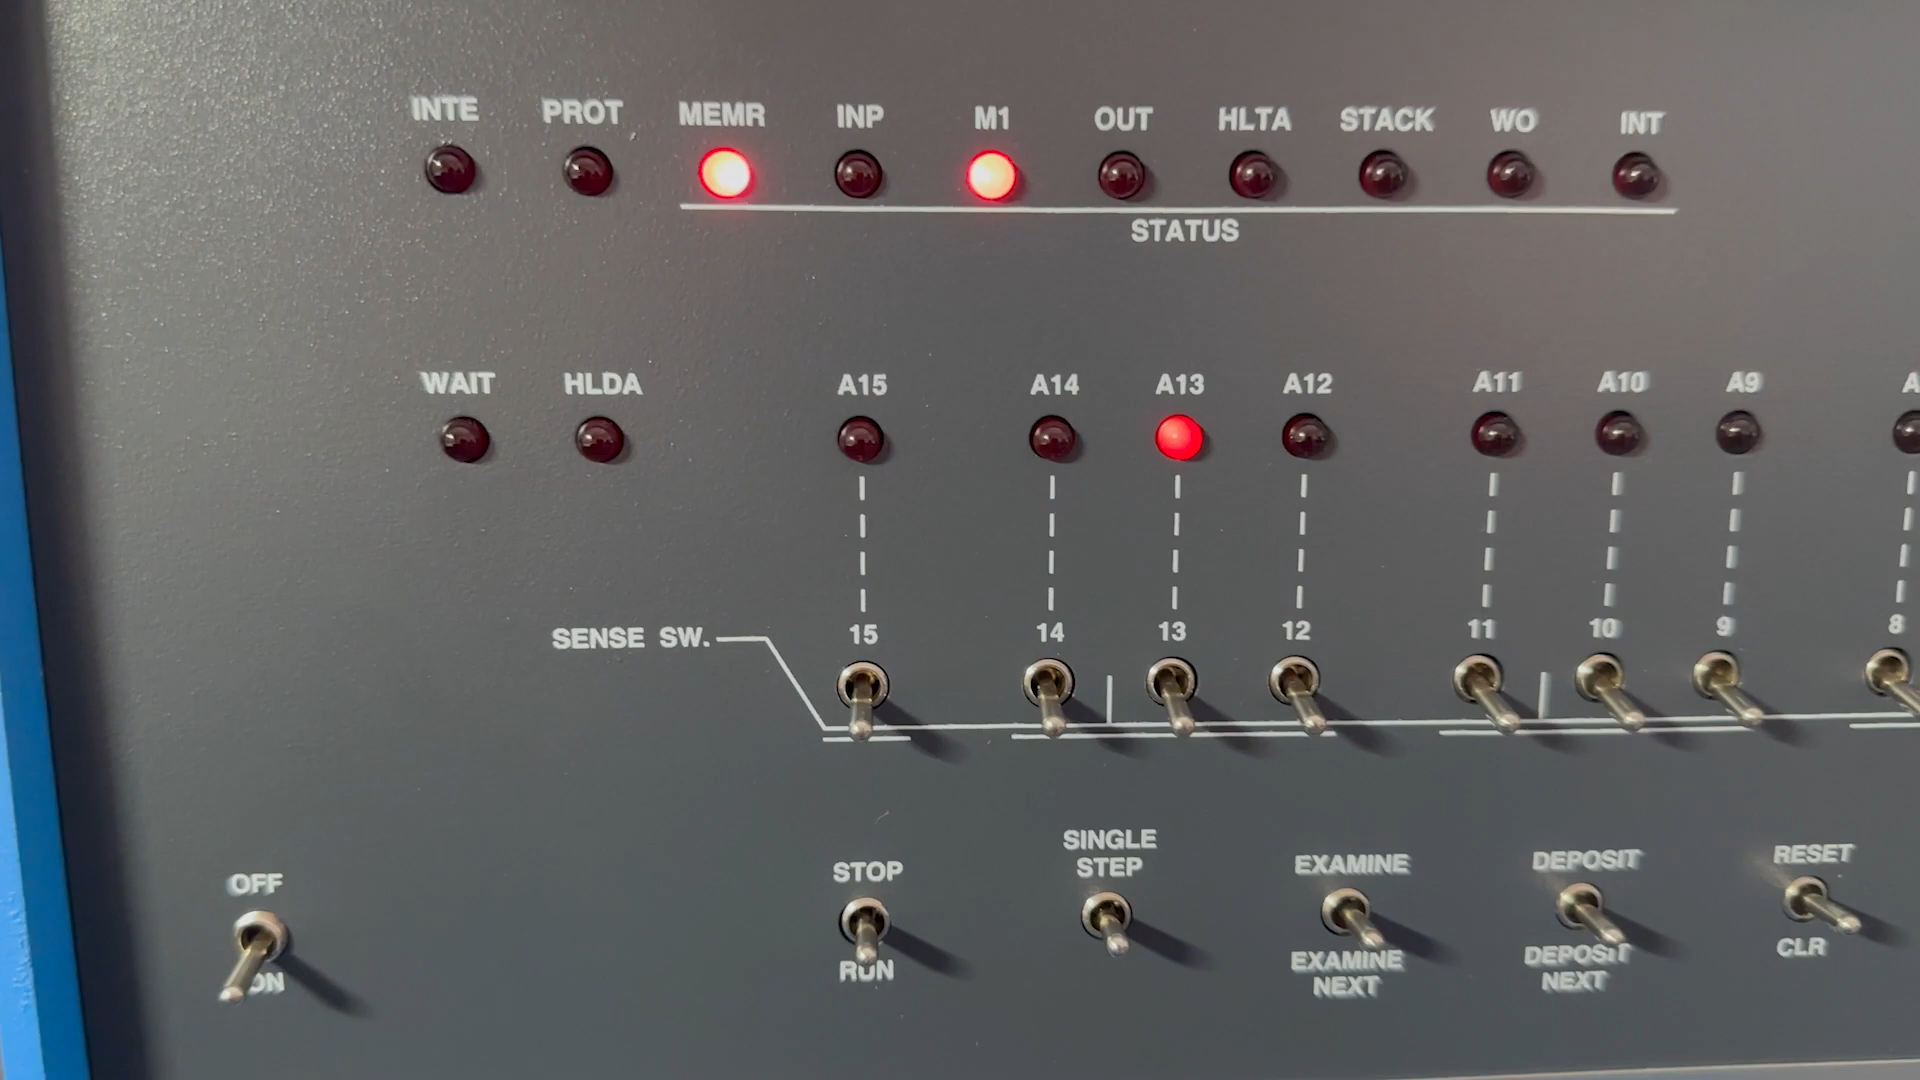 INTE PROT MEMR INP M1 OUT HLTA STACK WO INT
STATUS
WAIT HLDA A15 A14 A13 A12 A11 A10 A9
SENSE SW. 15 14 13 12 11 10 9 8
OFF
ON
STOP
RUN
SINGLE
STEP
EXAMINE
EXAMINE
NEXT
DEPOSIT
DEPOSIT
NEXT
RESET
CLR